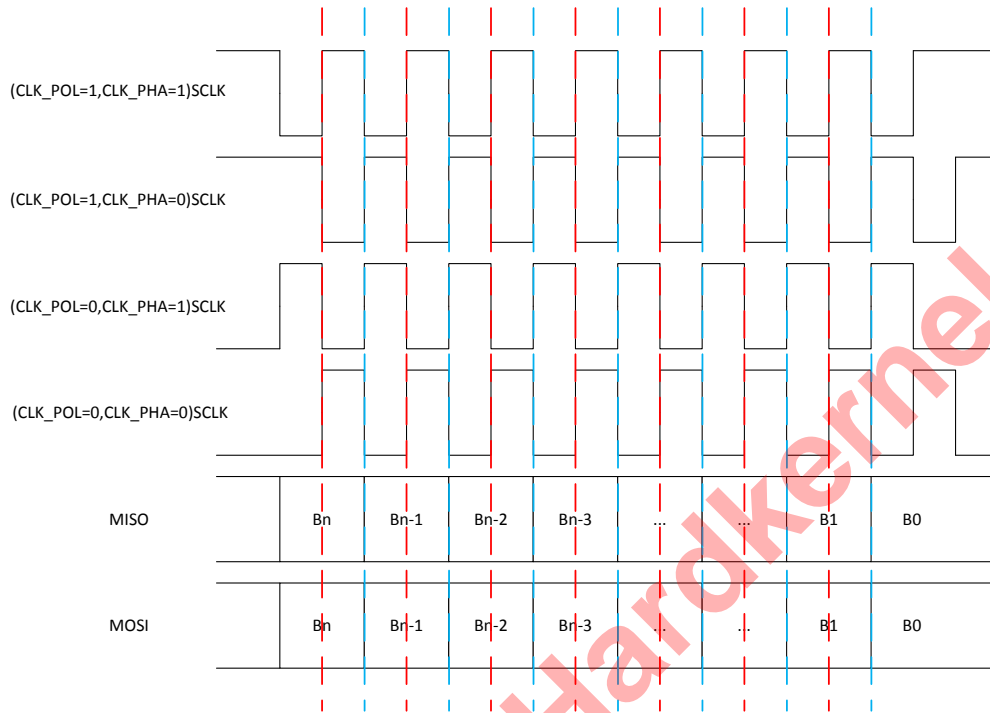 (CLK_POL=1,CLK_PHA=1)SCLK
(CLK_POL=1,CLK_PHA=0)SCLK
(CLK_POL=0,CLK_PHA=1)SCLK
(CLK_POL=0,CLK_PHA=0)SCLK
MISO Bn Bn-1 Bn-2 Bn-3 ... ... B1 B0
MOSI Bn Bn-1 Bn-2 Bn-3 ... ... B1 B0
Hardkernel